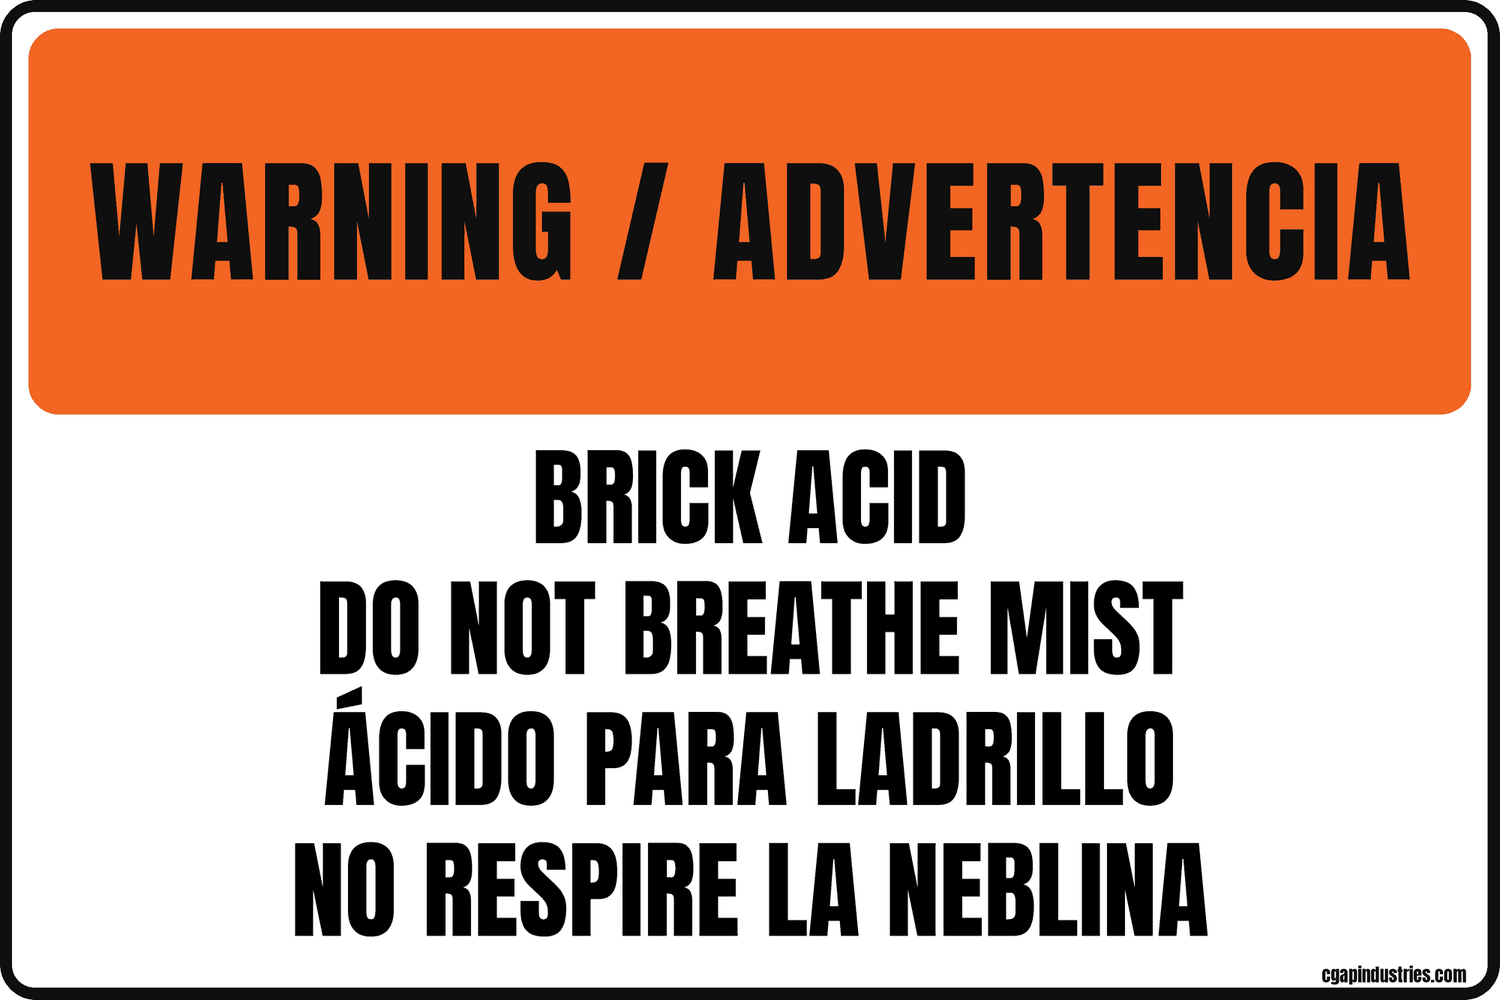 WARNING / ADVERTENCIA
BRICK ACID
DO NOT BREATHE MIST
ÁCIDO PARA LADRILLO
NO RESPIRE LA NEBLINA
cgapindustries.com